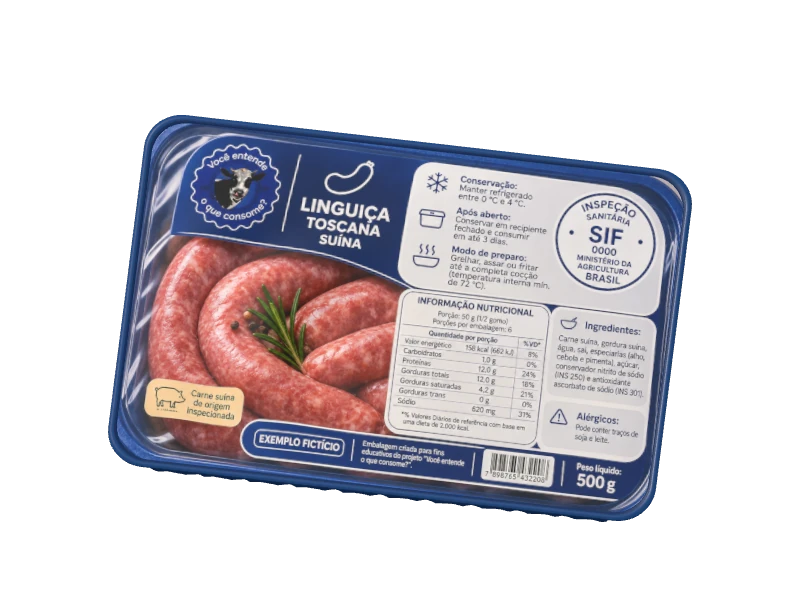 Você entende
o que consome?
LINGUIÇA
TOSCANA
SUÍNA
Conservação:
Manter refrigerado
entre 0 °C e 4 °C.
Após aberto:
Conservar em recipiente
fechado e consumir
em até 3 dias.
Modo de preparo:
Grelhar, assar ou fritar
até a completa cocção
(temperatura interna mín.
de 72 °C).
INSPEÇÃO
SANITÁRIA
SIF
0000
MINISTÉRIO DA
AGRICULTURA
BRASIL
INFORMAÇÃO NUTRICIONAL
Porção: 50 g (1/2 gomo)
Porções por embalagem: 6
Quantidade por porção %VD*
Valor energético 158 kcal (662 kJ) 8%
Carboidratos 1,0 g 0%
Proteínas 12,0 g 24%
Gorduras totais 12,0 g 18%
Gorduras saturadas 4,2 g 21%
Gorduras trans 0 g 0%
Sódio 620 mg 31%
*% Valores Diários de referência com base em
uma dieta de 2.000 kcal.
Ingredientes:
Carne suína, gordura suína,
água, sal, especiarias (alho,
cebola e pimenta), açúcar,
conservador nitrito de sódio
(INS 250) e antioxidante
ascorbato de sódio (INS 301).
Alérgicos:
Pode conter traços de
soja e leite.
Carne suína
de origem
inspecionada
EXEMPLO FICTÍCIO
Embalagem criada para fins
educativos do projeto "Você entende
o que consome?".
7 898765 432208
Peso líquido:
500 g